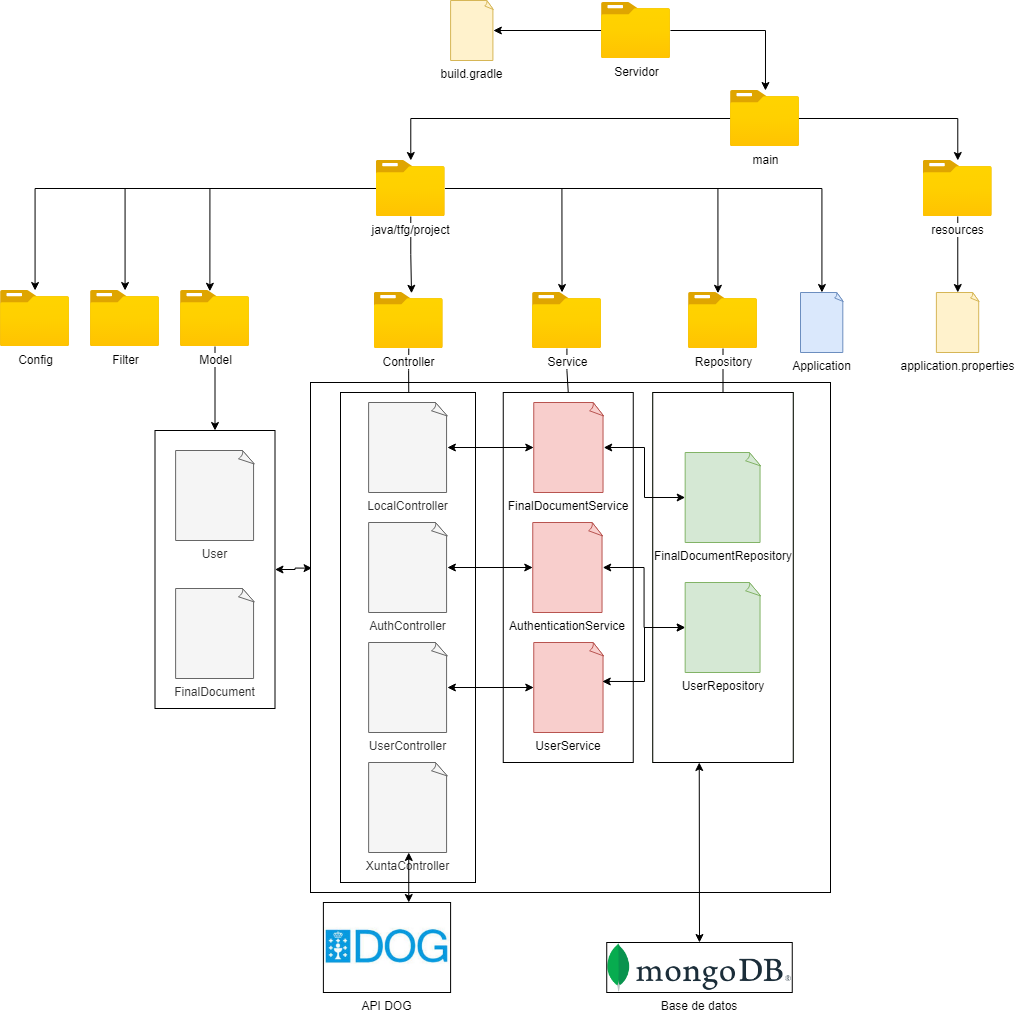 build.gradle
Servidor
main
java/tfg/project
resources
Config
Filter
Model
Controller
Service
Repository
Application
application.properties
LocalController
FinalDocumentService
User
FinalDocumentRepository
AuthController
AuthenticationService
FinalDocument
UserRepository
UserController
UserService
XuntaController
DOG
mongoDB®
API DOG
Base de datos